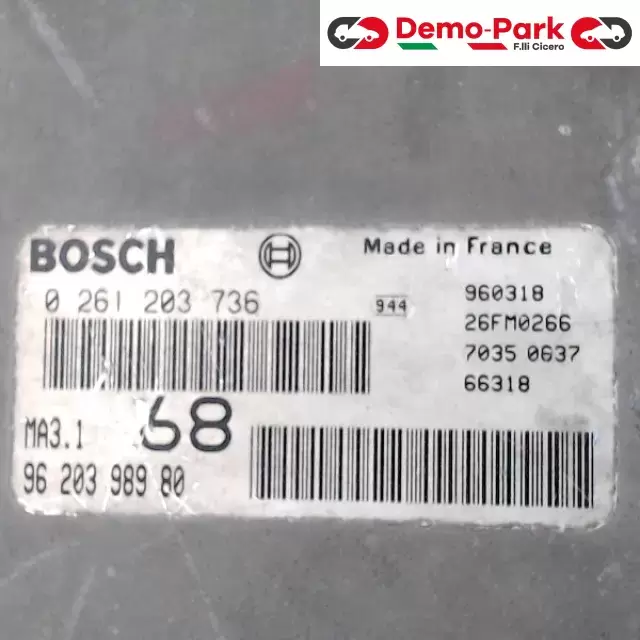 Demo-Park
F.lli Cicero
BOSCH
Made in France
0 261 203 736
944
960318
26FM0266
7035 0637
66318
MA3.1
68
96 203 989 80